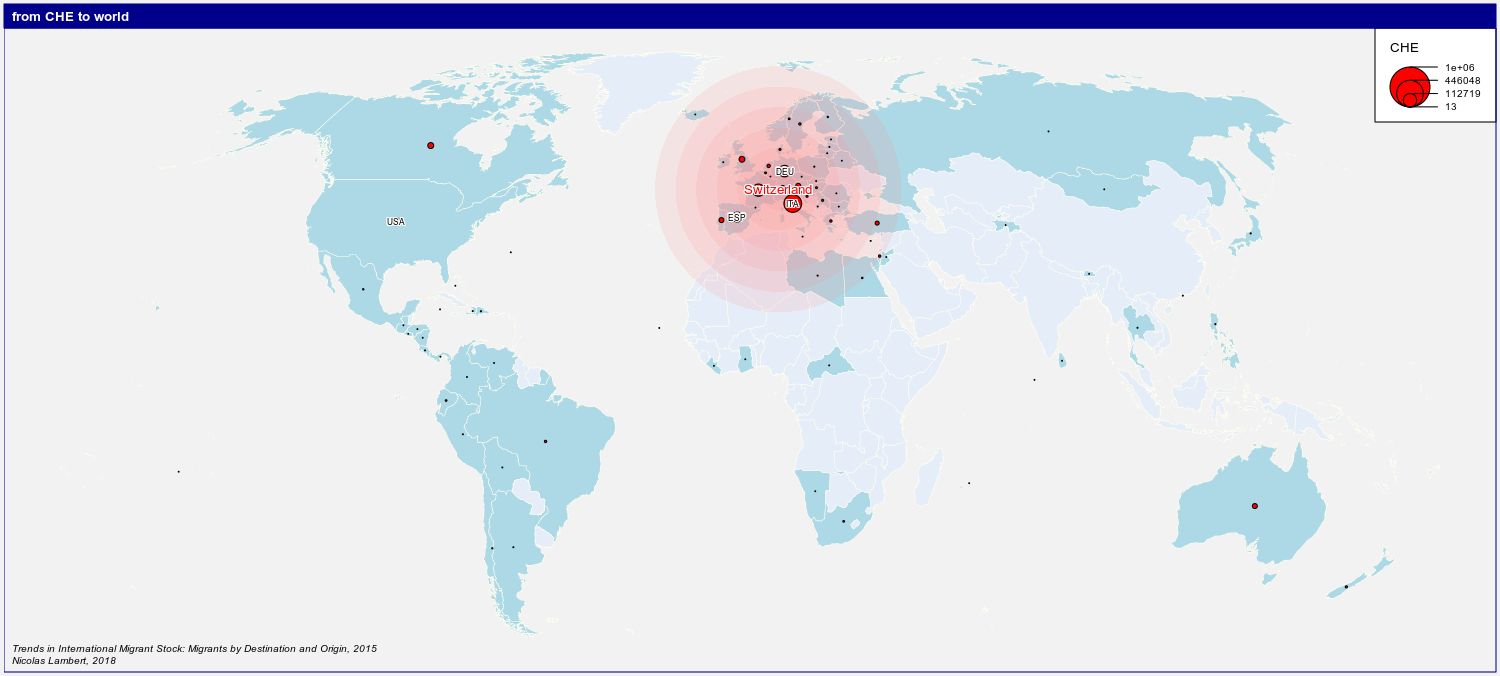 from CHE to world
CHE
1e+06
446048
112719
13
DEU
Switzerland
ITA
ESP
USA
Trends in International Migrant Stock: Migrants by Destination and Origin, 2015
Nicolas Lambert, 2018